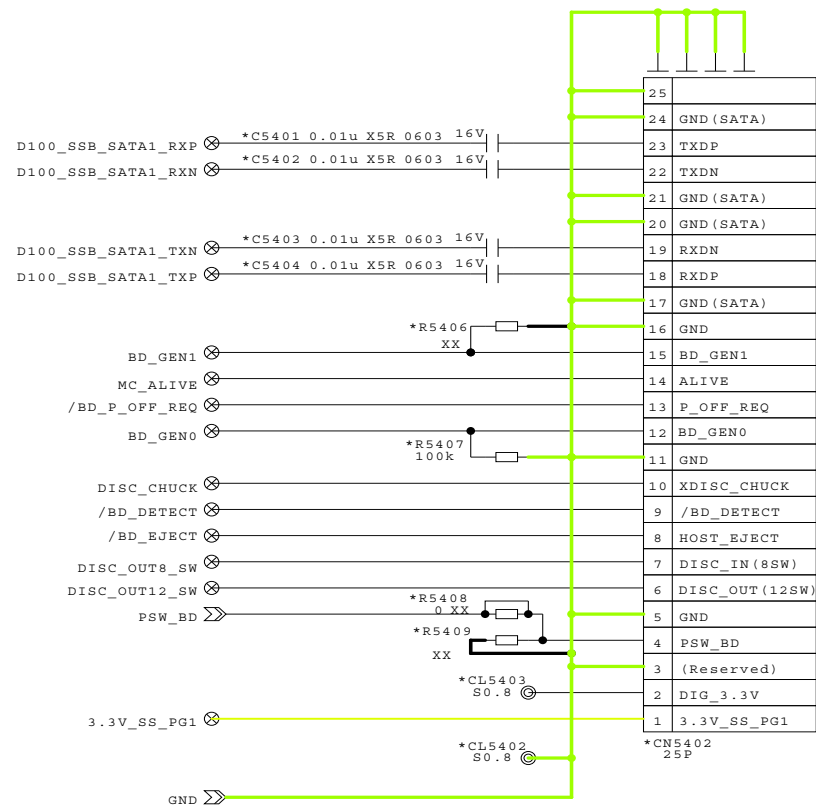 25
24 GND(SATA)
D100_SSB_SATA1_RXP *C5401 0.01u X5R 0603 16V 23 TXDP
D100_SSB_SATA1_RXN *C5402 0.01u X5R 0603 16V 22 TXDN
21 GND(SATA)
20 GND(SATA)
D100_SSB_SATA1_TXN *C5403 0.01u X5R 0603 16V 19 RXDN
D100_SSB_SATA1_TXP *C5404 0.01u X5R 0603 16V 18 RXDP
17 GND(SATA)
*R5406 16 GND
XX
BD_GEN1 15 BD_GEN1
MC_ALIVE 14 ALIVE
/BD_P_OFF_REQ 13 P_OFF_REQ
BD_GEN0 12 BD_GEN0
*R5407
100k 11 GND
DISC_CHUCK 10 XDISC_CHUCK
/BD_DETECT 9 /BD_DETECT
/BD_EJECT 8 HOST_EJECT
DISC_OUT8_SW 7 DISC_IN(8SW)
DISC_OUT12_SW 6 DISC_OUT(12SW)
*R5408
0 XX
PSW_BD 5 GND
*R5409 4 PSW_BD
XX
3 (Reserved)
*CL5403
S0.8 2 DIG_3.3V
3.3V_SS_PG1 1 3.3V_SS_PG1
*CN5402
25P
*CL5402
S0.8
GND